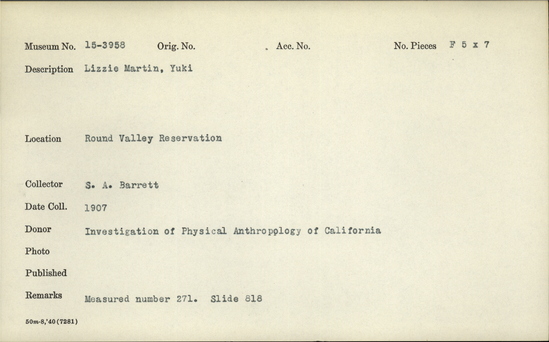 Museum No. 15-3958 Orig. No. . Acc. No. No. Pieces F 5 x 7
Description Lizzie Martin, Yuki
Location Round Valley Reservation
Collector S. A. Barrett
Date Coll. 1907
Donor Investigation of Physical Anthropology of California
Photo
Published
Remarks Measured number 271. Slide 818
50m-8,'40(7281)